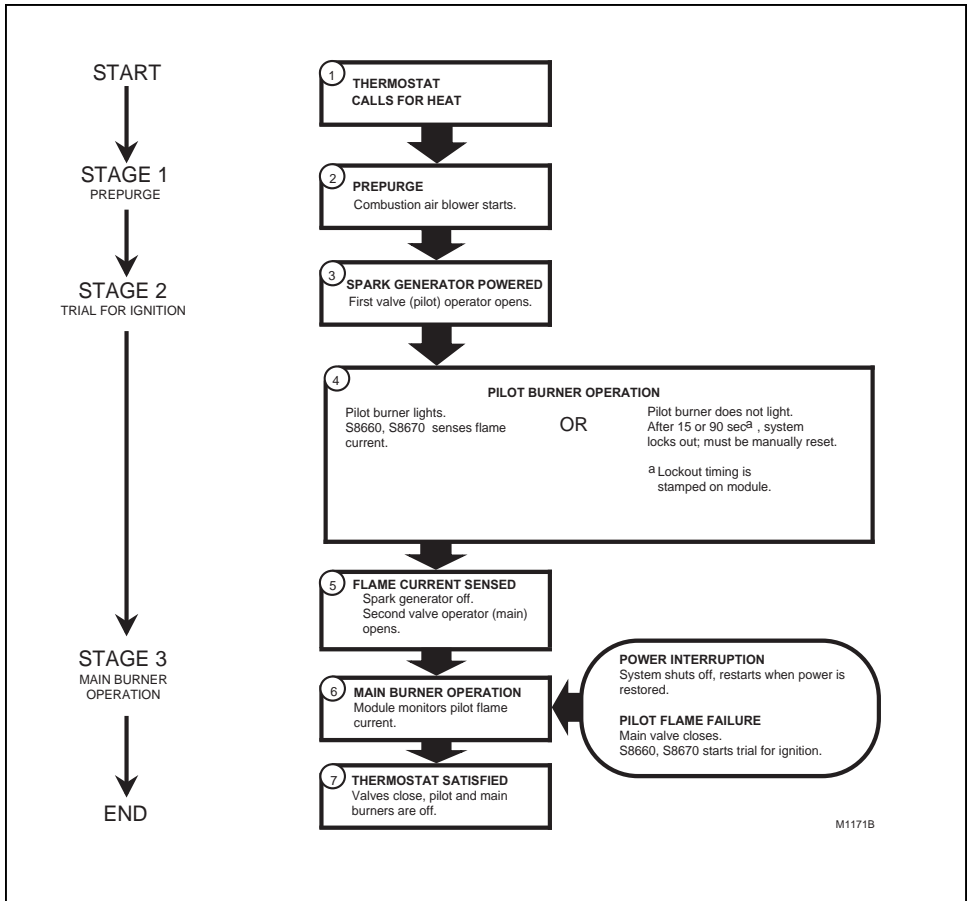 START
STAGE 1
PREPURGE
STAGE 2
TRIAL FOR IGNITION
STAGE 3
MAIN BURNER
OPERATION
END
1
THERMOSTAT
CALLS FOR HEAT
2
PREPURGE
Combustion air blower starts.
3
SPARK GENERATOR POWERED
First valve (pilot) operator opens.
4
PILOT BURNER OPERATION
Pilot burner lights.
S8660, S8670 senses flame
current.
OR
Pilot burner does not light.
After 15 or 90 secᵃ , system
locks out; must be manually reset.
ᵃ Lockout timing is
stamped on module.
5
FLAME CURRENT SENSED
Spark generator off.
Second valve operator (main)
opens.
6
MAIN BURNER OPERATION
Module monitors pilot flame
current.
POWER INTERRUPTION
System shuts off, restarts when power is
restored.
PILOT FLAME FAILURE
Main valve closes.
S8660, S8670 starts trial for ignition.
7
THERMOSTAT SATISFIED
Valves close, pilot and main
burners are off.
M1171B